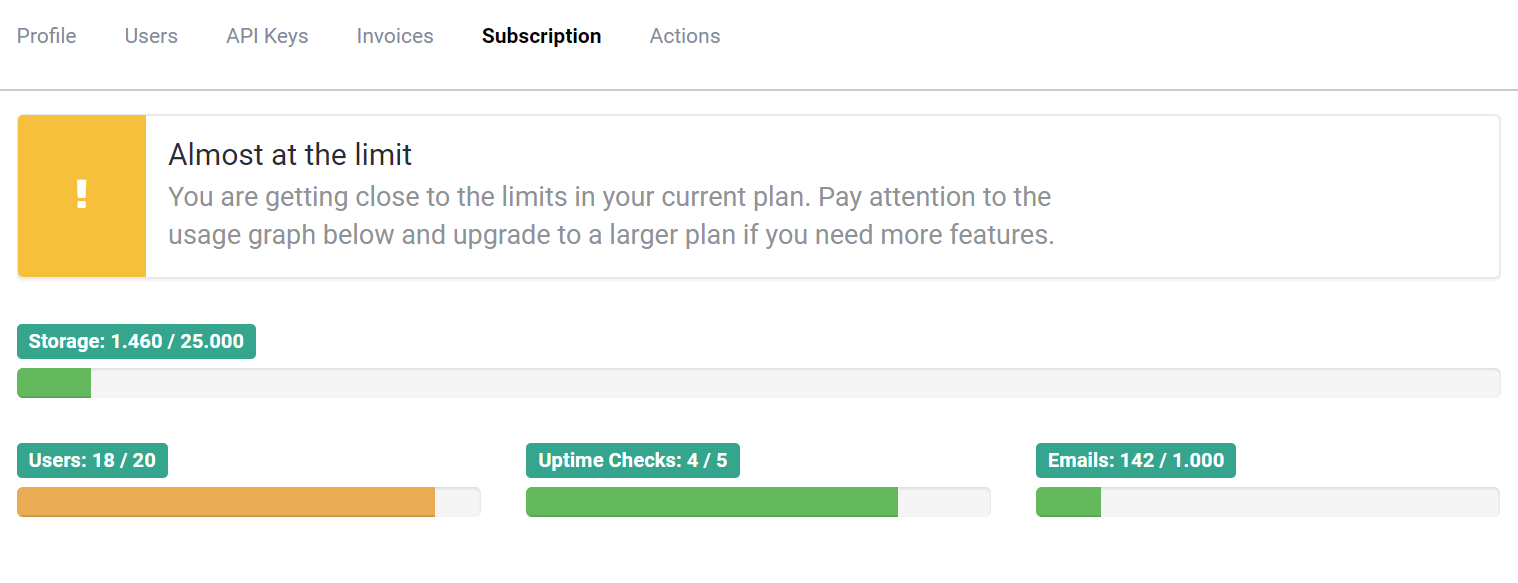 Profile Users API Keys Invoices Subscription Actions
!
Almost at the limit
You are getting close to the limits in your current plan. Pay attention to the
usage graph below and upgrade to a larger plan if you need more features.
Storage: 1.460 / 25.000
Users: 18 / 20 Uptime Checks: 4 / 5 Emails: 142 / 1.000